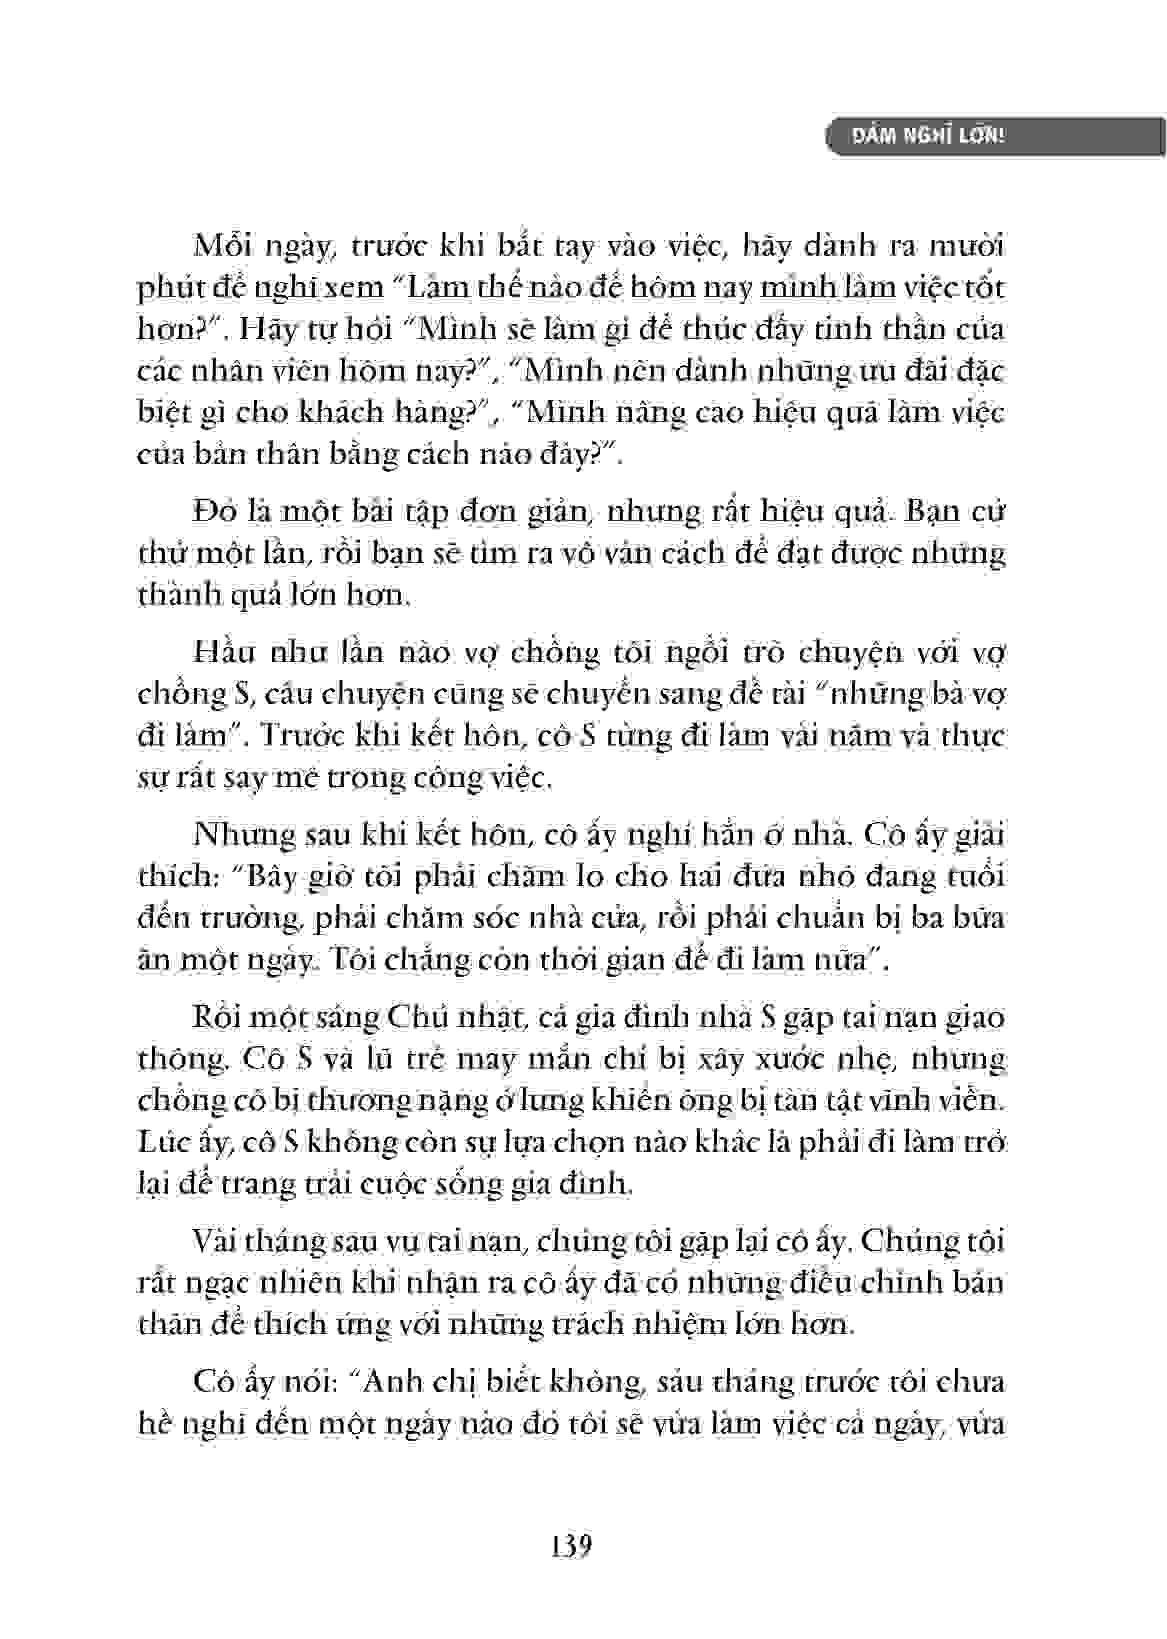 DÁM NGHĨ LỚN!
Mỗi ngày, trước khi bắt tay vào việc, hãy dành ra mười
phút để nghĩ xem “Làm thế nào để hôm nay mình làm việc tốt
hơn?”. Hãy tự hỏi “Mình sẽ làm gì để thúc đẩy tinh thần của
các nhân viên hôm nay?”, “Mình nên dành những ưu đãi đặc
biệt gì cho khách hàng?”, “Mình nâng cao hiệu quả làm việc
của bản thân bằng cách nào đây?”.
Đó là một bài tập đơn giản, nhưng rất hiệu quả. Bạn cứ
thử một lần, rồi bạn sẽ tìm ra vô vàn cách để đạt được những
thành quả lớn hơn.
Hầu như lần nào vợ chồng tôi ngồi trò chuyện với vợ
chồng S, câu chuyện cũng sẽ chuyển sang đề tài “những bà vợ
đi làm”. Trước khi kết hôn, cô S từng đi làm vài năm và thực
sự rất say mê trong công việc.
Nhưng sau khi kết hôn, cô ấy nghỉ hẳn ở nhà. Cô ấy giải
thích: “Bây giờ tôi phải chăm lo cho hai đứa nhỏ đang tuổi
đến trường, phải chăm sóc nhà cửa, rồi phải chuẩn bị ba bữa
ăn một ngày. Tôi chẳng còn thời gian để đi làm nữa”.
Rồi một sáng Chủ nhật, cả gia đình nhà S gặp tai nạn giao
thông. Cô S và lũ trẻ may mắn chỉ bị xây xước nhẹ, nhưng
chồng cô bị thương nặng ở lưng khiến ông bị tàn tật vĩnh viễn.
Lúc ấy, cô S không còn sự lựa chọn nào khác là phải đi làm trở
lại để trang trải cuộc sống gia đình.
Vài tháng sau vụ tai nạn, chúng tôi gặp lại cô ấy. Chúng tôi
rất ngạc nhiên khi nhận ra cô ấy đã có những điều chỉnh bản
thân để thích ứng với những trách nhiệm lớn hơn.
Cô ấy nói: “Anh chị biết không, sáu tháng trước tôi chưa
hề nghĩ đến một ngày nào đó tôi sẽ vừa làm việc cả ngày, vừa
139